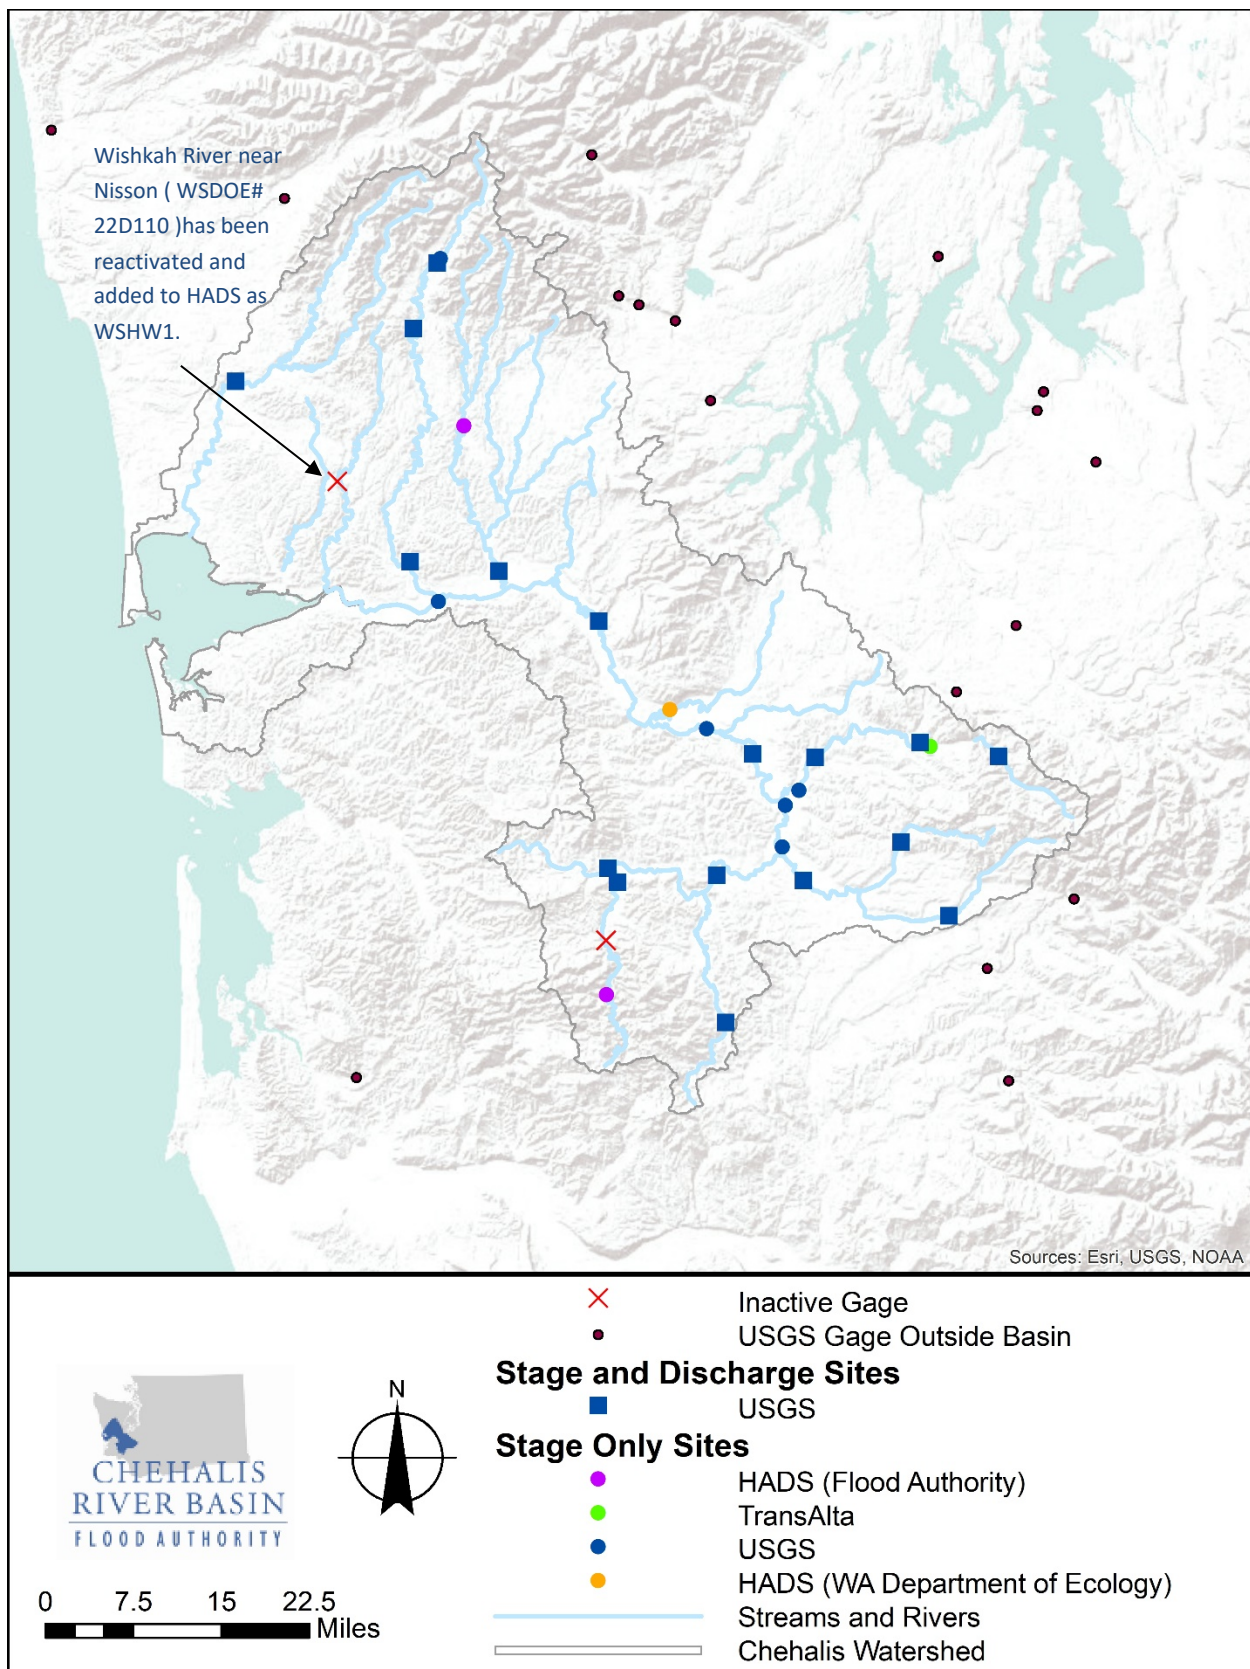 Wishkah River near
Nisson ( WSDOE#
22D110 )has been
reactivated and
added to HADS as
WSHW1.
Sources: Esri, USGS, NOAA
Inactive Gage
USGS Gage Outside Basin
Stage and Discharge Sites
USGS
Stage Only Sites
HADS (Flood Authority)
TransAlta
USGS
HADS (WA Department of Ecology)
Streams and Rivers
Chehalis Watershed
CHEHALIS
RIVER BASIN
FLOOD AUTHORITY
N
0 7.5 15 22.5
Miles